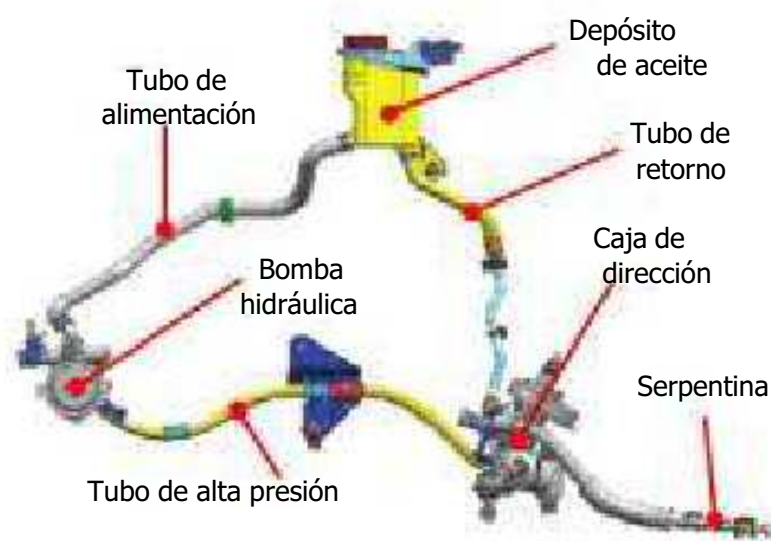 Depósito
de aceite
Tubo de
alimentación
Tubo de
retorno
Caja de
dirección
Bomba
hidráulica
Serpentina
Tubo de alta presión